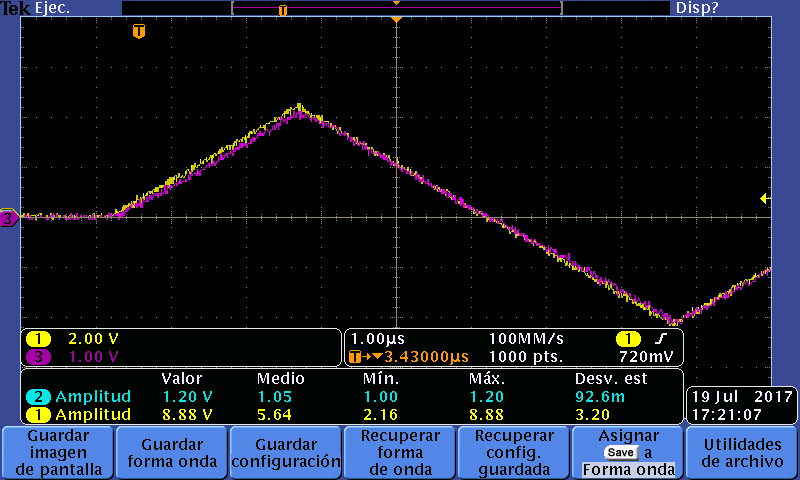 Tek Ejec.
T
Disp?
T
3
1 2.00 V
3 1.00 V
1.00µs 100MM/s 1 
T→▼3.43000µs 1000 pts. 720mV
Valor Medio Mín. Máx. Desv. est
2 Amplitud 1.20 V 1.05 1.00 1.20 92.6m
1 Amplitud 8.88 V 5.64 2.16 8.88 3.20
19 Jul 2017
17:21:07
Guardar
imagen
de pantalla
Guardar
forma onda
Guardar
configuración
Recuperar
forma
de onda
Recuperar
config.
guardada
Asignar
Save a
Forma onda
Utilidades
de archivo